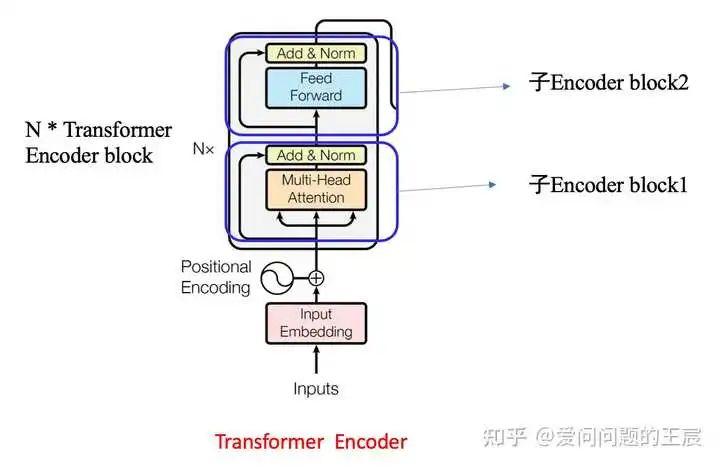 Add & Norm
Feed
Forward
子Encoder block2
N * Transformer
Encoder block
N×
Add & Norm
Multi-Head
Attention
子Encoder block1
Positional
Encoding
Input
Embedding
Inputs
Transformer Encoder
知乎 @爱问问题的王宸